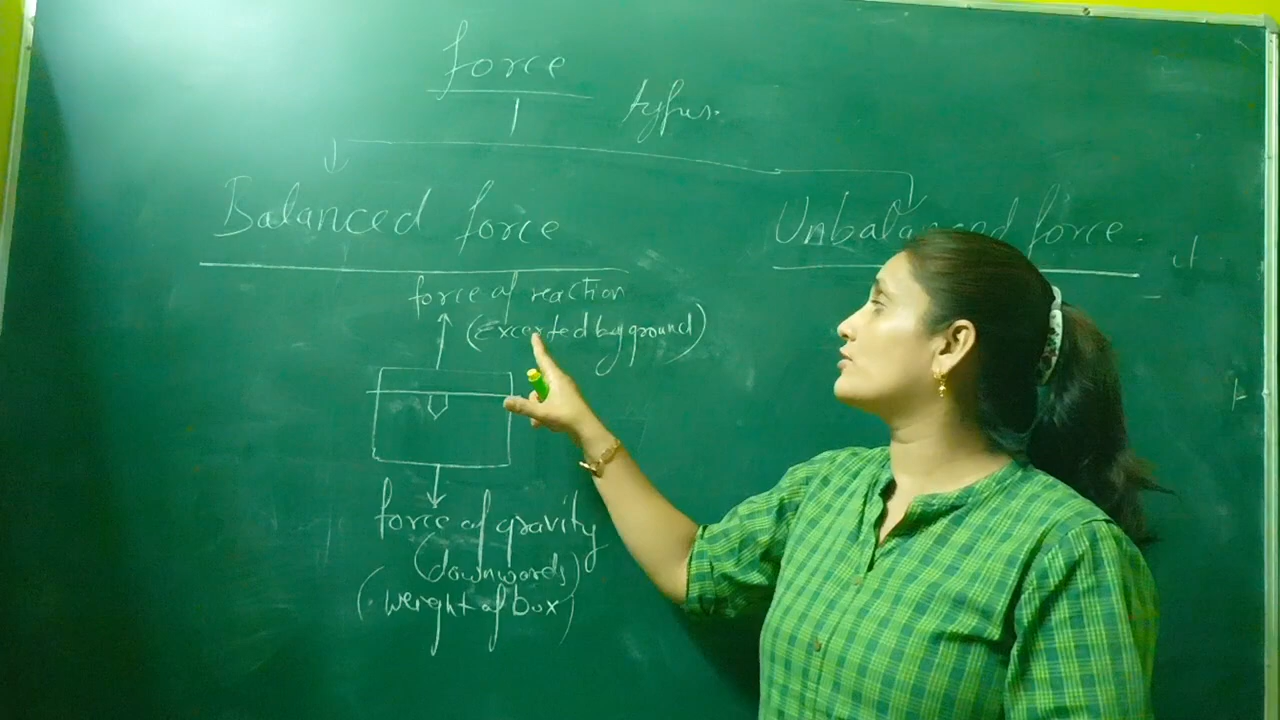 force
types.
Balanced force
Unbalanced force.
force of reaction
(Excerted by ground)
force of gravity
(downwards)
(weight of box)